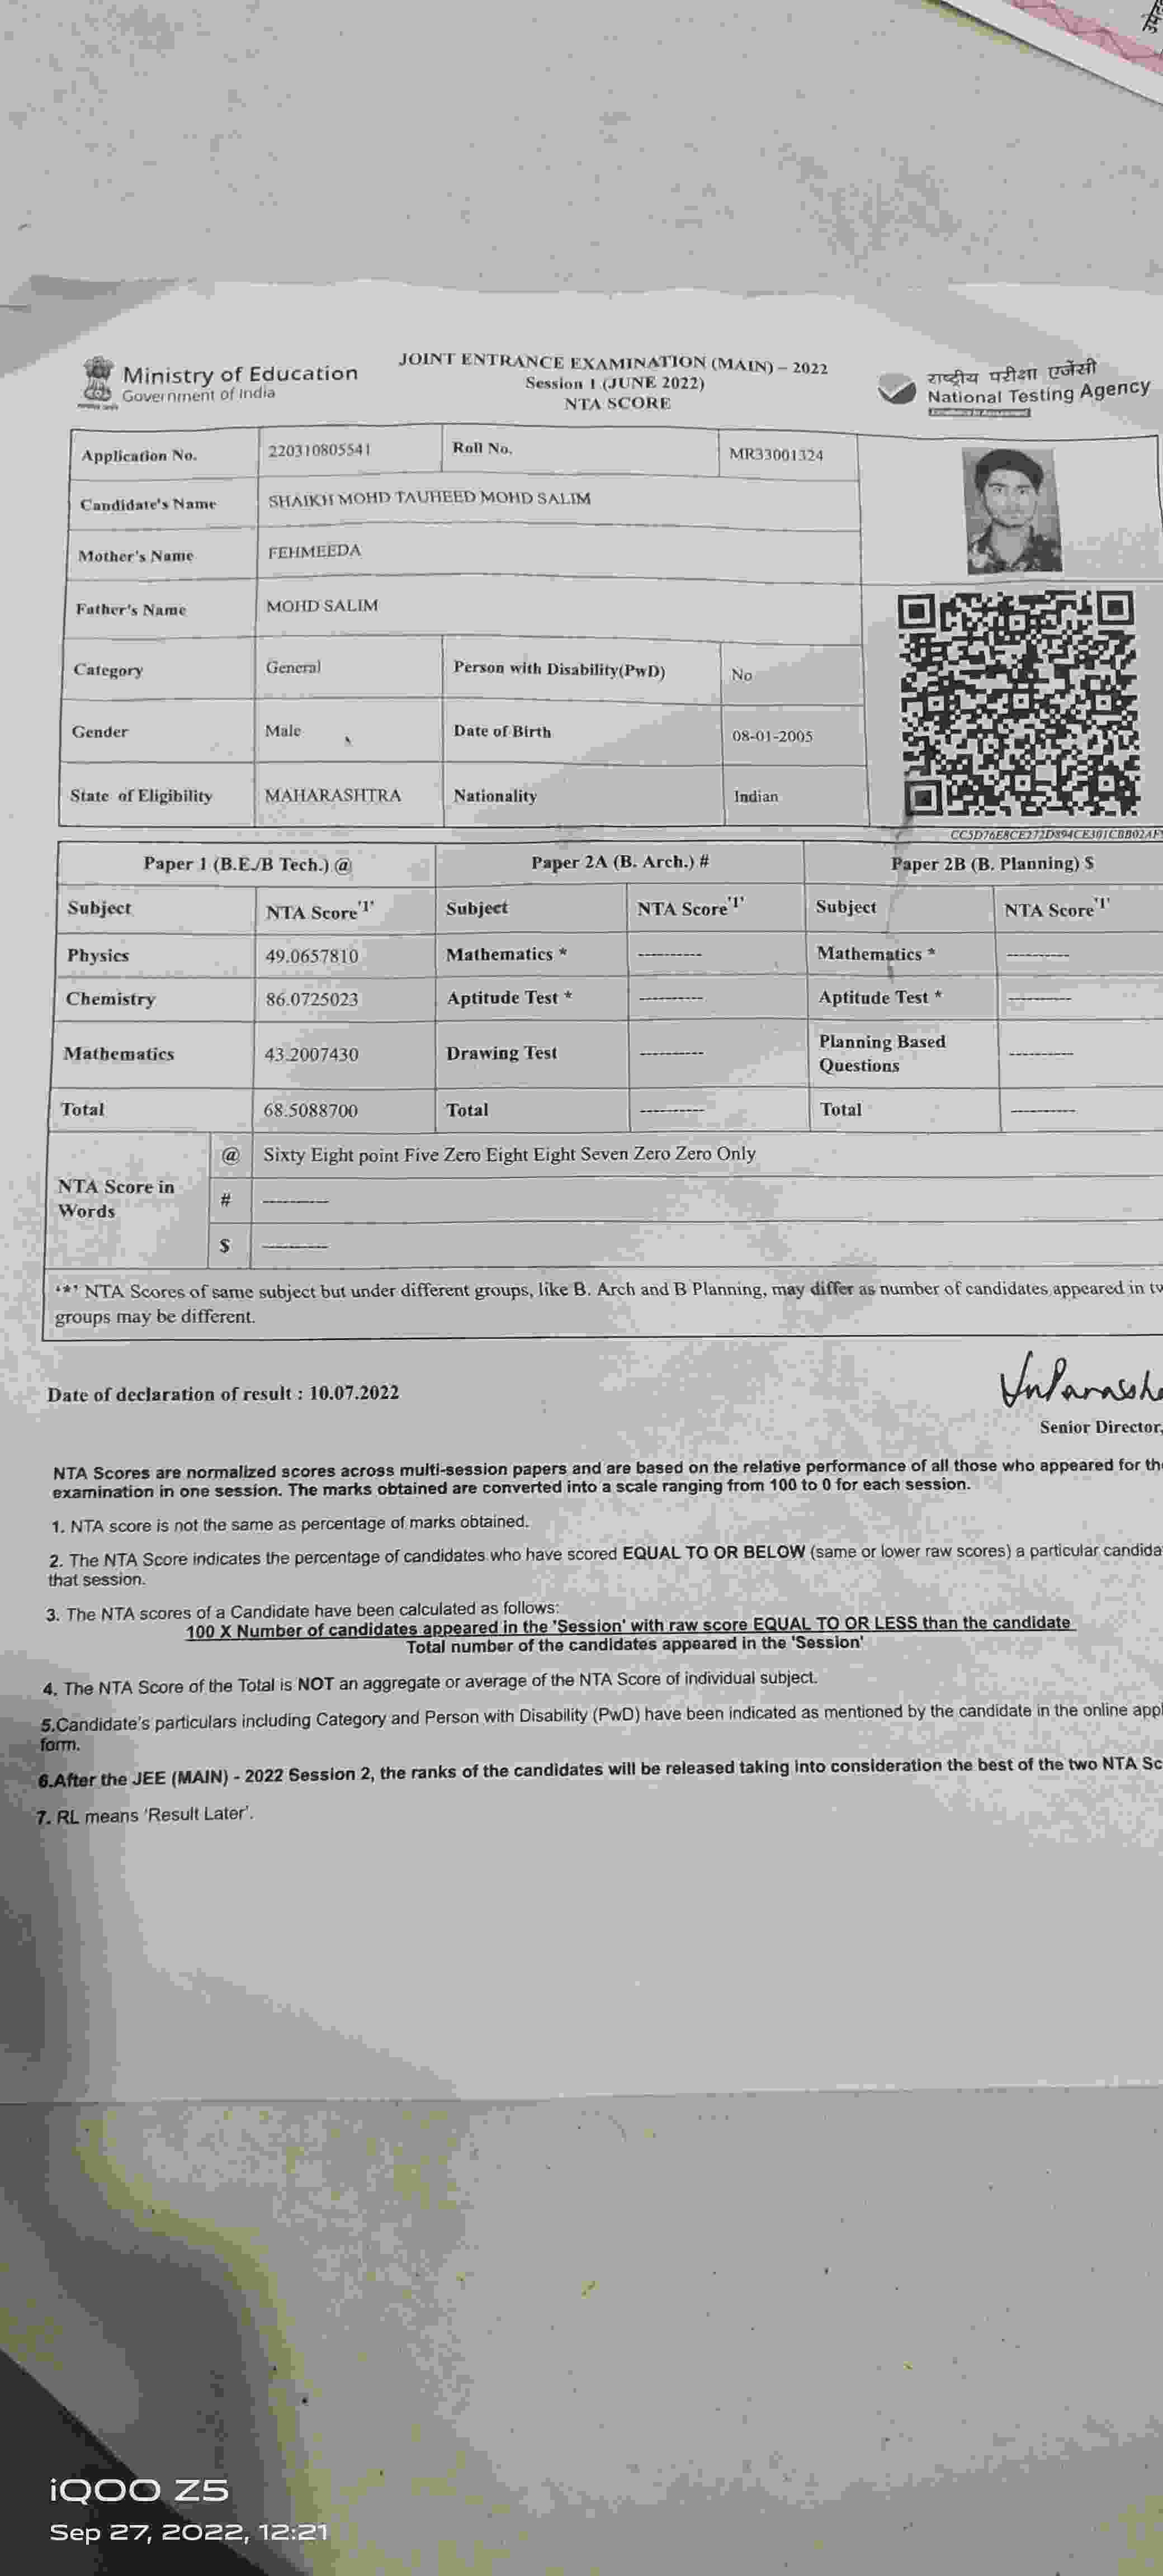 Ministry of Education
Government of India
JOINT ENTRANCE EXAMINATION (MAIN) – 2022
Session 1 (JUNE 2022)
NTA SCORE
राष्ट्रीय परीक्षा एजेंसी
National Testing Agency
Application No. 220310805541 Roll No. MR33001324
Candidate's Name SHAIKH MOHD TAUHEED MOHD SALIM
Mother's Name FEHMEEDA
Father's Name MOHD SALIM
Category General Person with Disability(PwD) No
Gender Male Date of Birth 08-01-2005
State of Eligibility MAHARASHTRA Nationality Indian
Paper 1 (B.E./B Tech.) @ Paper 2A (B. Arch.) # Paper 2B (B. Planning) $
Subject NTA Score'1' Subject NTA Score'1' Subject NTA Score'1'
Physics 49.0657810 Mathematics * ---------- Mathematics * ----------
Chemistry 86.0725023 Aptitude Test * ---------- Aptitude Test * ----------
Mathematics 43.2007430 Drawing Test ---------- Planning Based Questions ----------
Total 68.5088700 Total ---------- Total ----------
NTA Score in Words
@ Sixty Eight point Five Zero Eight Eight Seven Zero Zero Only
# ----------
$ ----------
'*' NTA Scores of same subject but under different groups, like B. Arch and B Planning, may differ as number of candidates appeared in
groups may be different.
Date of declaration of result : 10.07.2022
Senior Director,
NTA Scores are normalized scores across multi-session papers and are based on the relative performance of all those who appeared for
examination in one session. The marks obtained are converted into a scale ranging from 100 to 0 for each session.
1. NTA score is not the same as percentage of marks obtained.
2. The NTA Score indicates the percentage of candidates who have scored EQUAL TO OR BELOW (same or lower raw scores) a particular
that session.
3. The NTA scores of a Candidate have been calculated as follows:
100 X Number of candidates appeared in the 'Session' with raw score EQUAL TO OR LESS than the candidate
Total number of the candidates appeared in the 'Session'
4. The NTA Score of the Total is NOT an aggregate or average of the NTA Score of individual subject.
5.Candidate's particulars including Category and Person with Disability (PwD) have been indicated as mentioned by the candidate in the online
form.
6.After the JEE (MAIN) - 2022 Session 2, the ranks of the candidates will be released taking into consideration the best of the two NTA
7. RL means 'Result Later'.
iQOO Z5
Sep 27, 2022, 12:21